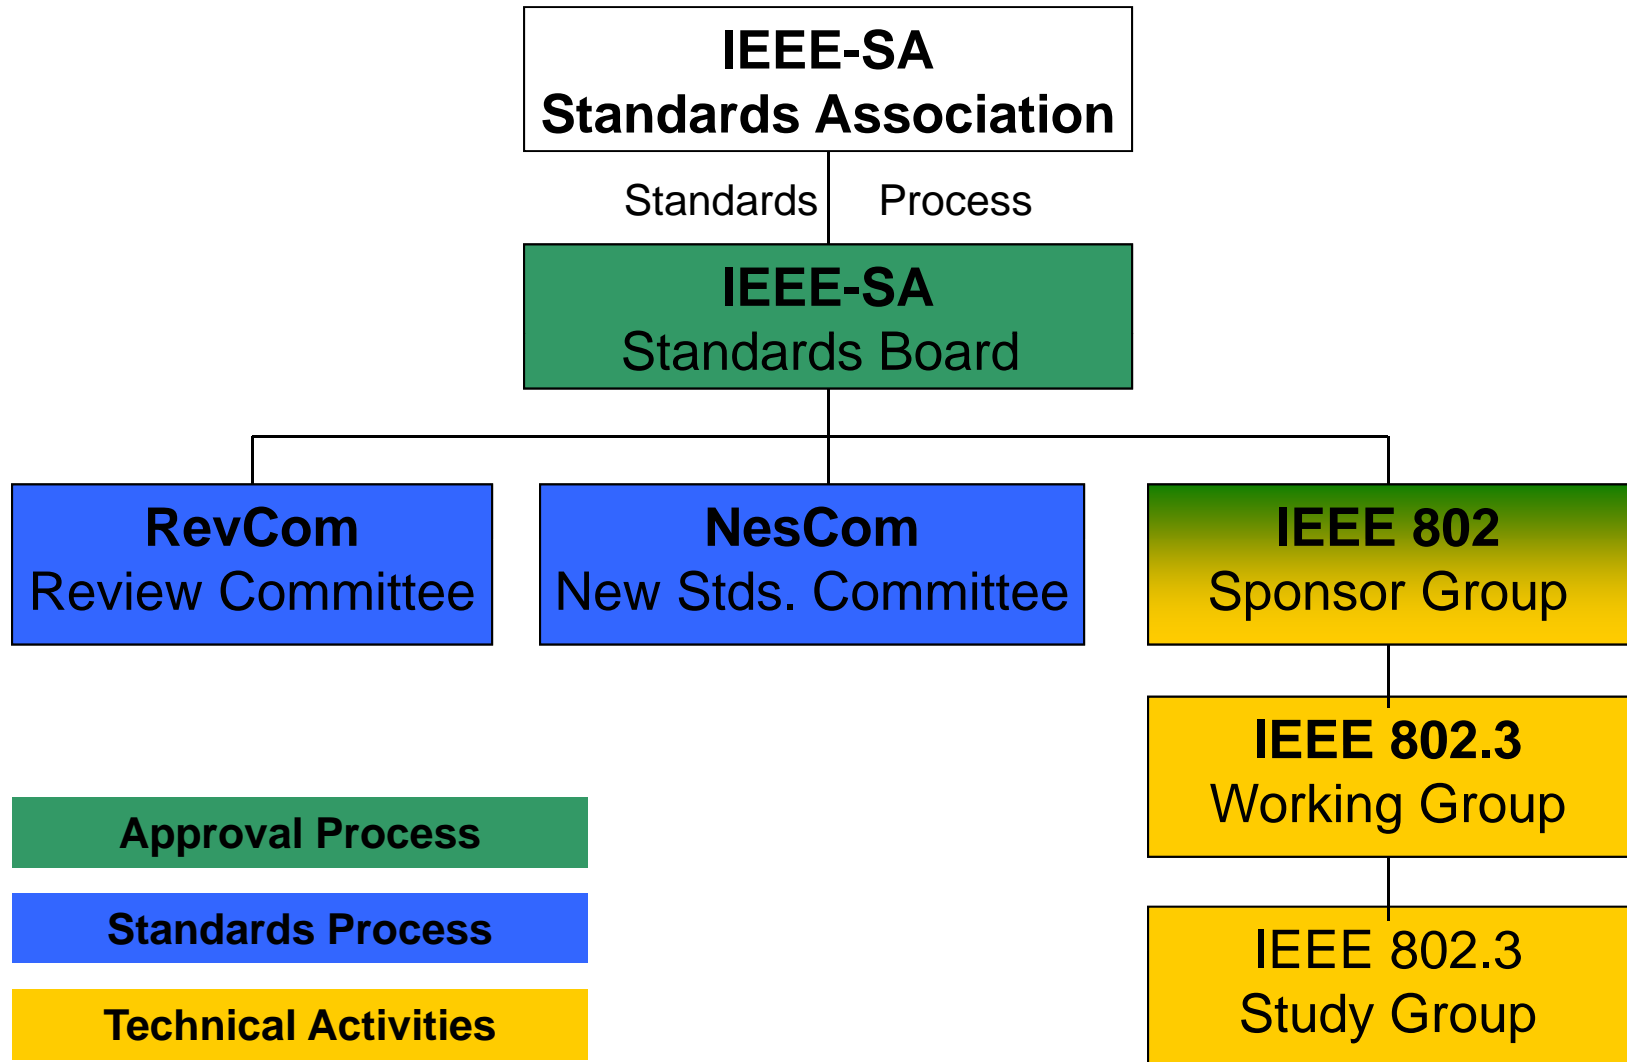 IEEE-SA
Standards Association
Standards Process
IEEE-SA
Standards Board
RevCom
Review Committee
NesCom
New Stds. Committee
IEEE 802
Sponsor Group
IEEE 802.3
Working Group
IEEE 802.3
Study Group
Approval Process
Standards Process
Technical Activities